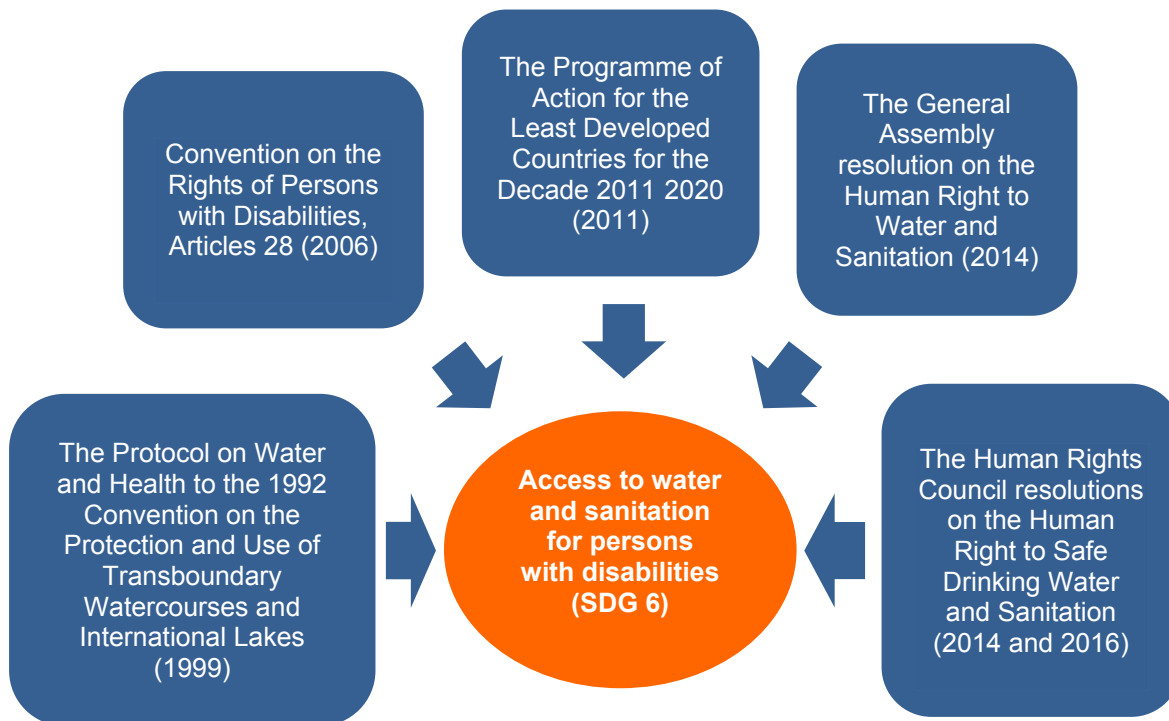 The Protocol on Water
and Health to the 1992
Convention on the
Protection and Use of
Transboundary
Watercourses and
International Lakes
(1999)
Convention on the
Rights of Persons
with Disabilities,
Articles 28 (2006)
The Programme of
Action for the
Least Developed
Countries for the
Decade 2011 2020
(2011)
The General
Assembly
resolution on the
Human Right to
Water and
Sanitation (2014)
The Human Rights
Council resolutions
on the Human
Right to Safe
Drinking Water
and Sanitation
(2014 and 2016)
Access to water
and sanitation
for persons
with disabilities
(SDG 6)